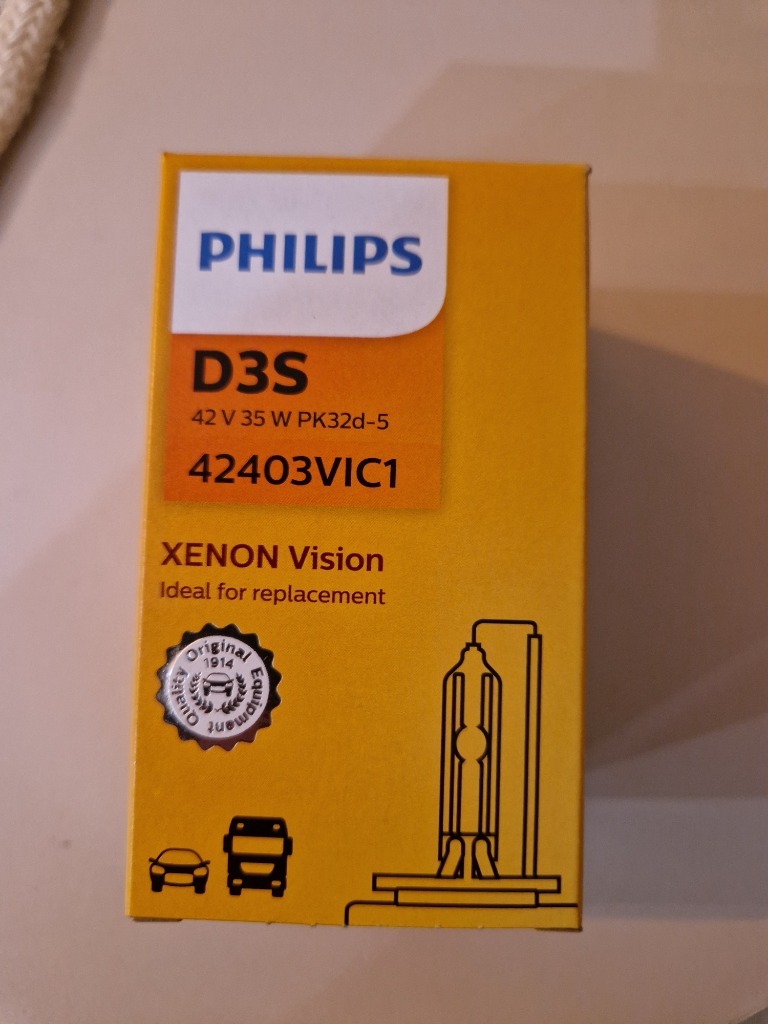 PHILIPS
D3S
42 V 35 W PK32d-5
42403VIC1
XENON Vision
Ideal for replacement
Original
1914
Equipment
Quality